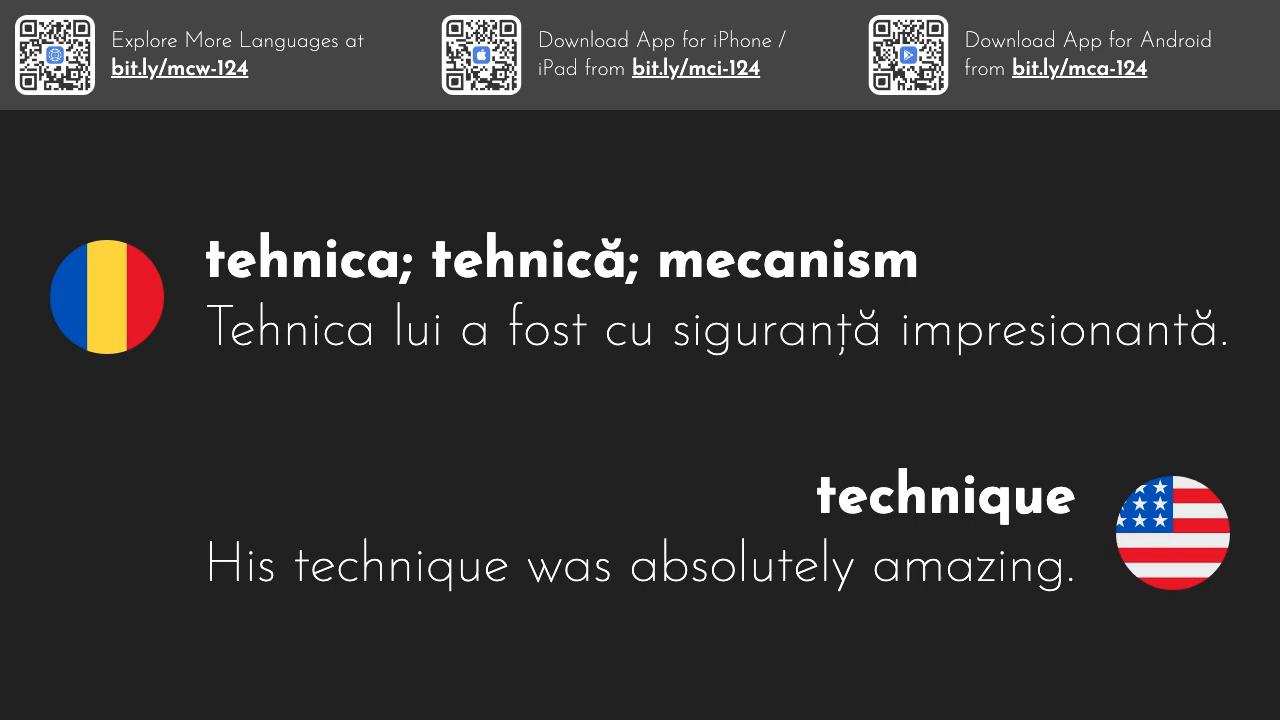 Explore More Languages at
bit.ly/mcw-124
Download App for iPhone /
iPad from bit.ly/mci-124
Download App for Android
from bit.ly/mca-124
tehnica; tehnică; mecanism
Tehnica lui a fost cu siguranță impresionantă.
technique
His technique was absolutely amazing.